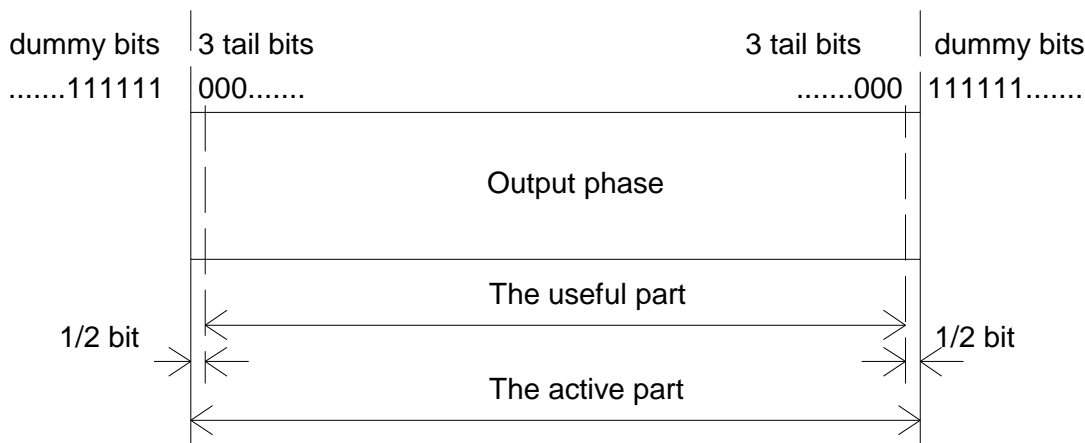 dummy bits 3 tail bits 3 tail bits dummy bits
.......111111 000....... .......000 111111.......
Output phase
The useful part
1/2 bit 1/2 bit
The active part